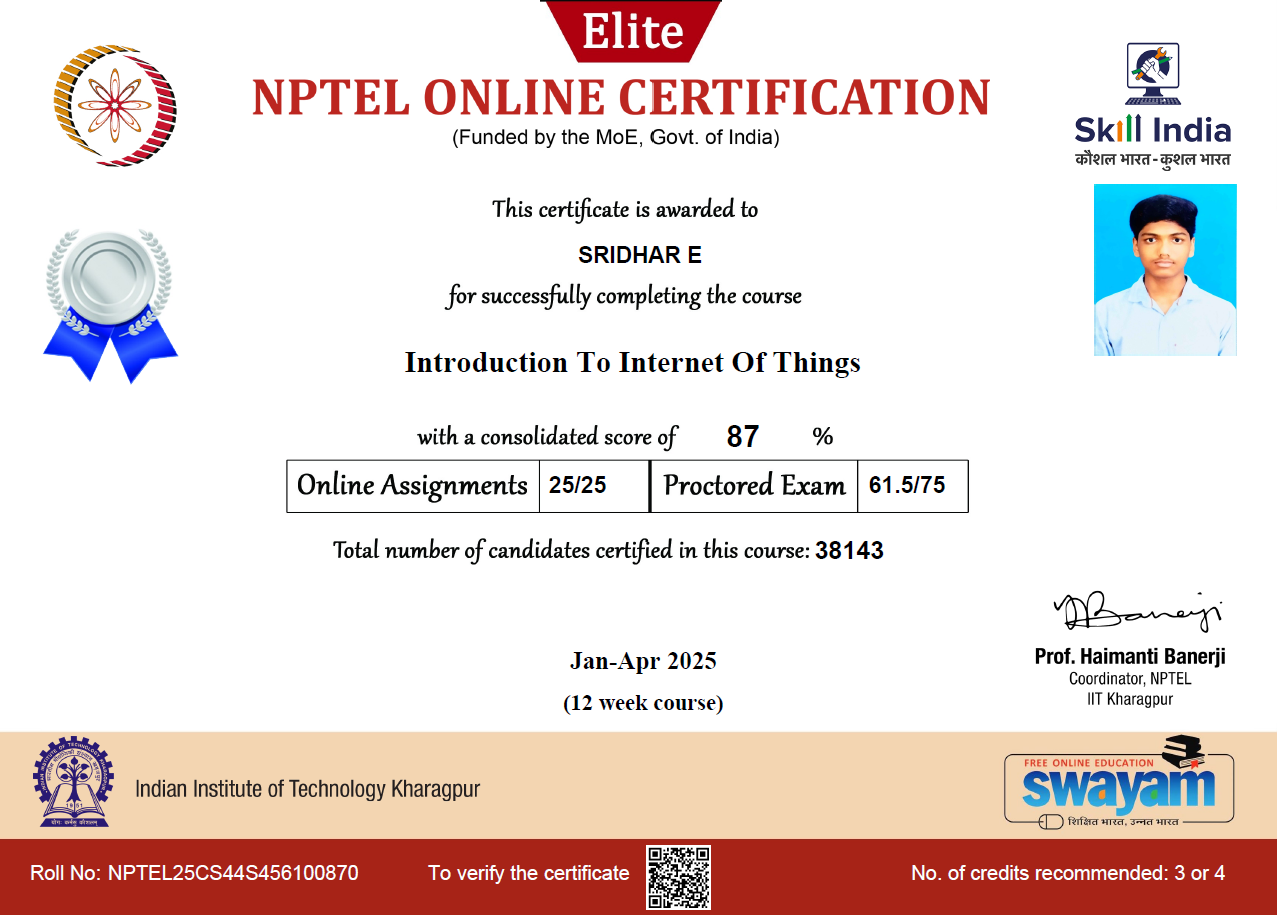 Elite
NPTEL ONLINE CERTIFICATION
(Funded by the MoE, Govt. of India)
Skill India
कौशल भारत - कुशल भारत
This certificate is awarded to
SRIDHAR E
for successfully completing the course
Introduction To Internet Of Things
with a consolidated score of 87 %
Online Assignments 25/25 Proctored Exam 61.5/75
Total number of candidates certified in this course: 38143
Prof. Haimanti Banerji
Coordinator, NPTEL
IIT Kharagpur
Jan-Apr 2025
(12 week course)
Indian Institute of Technology Kharagpur
FREE ONLINE EDUCATION
swayam
शिक्षित भारत, उन्नत भारत
Roll No: NPTEL25CS44S456100870 To verify the certificate No. of credits recommended: 3 or 4